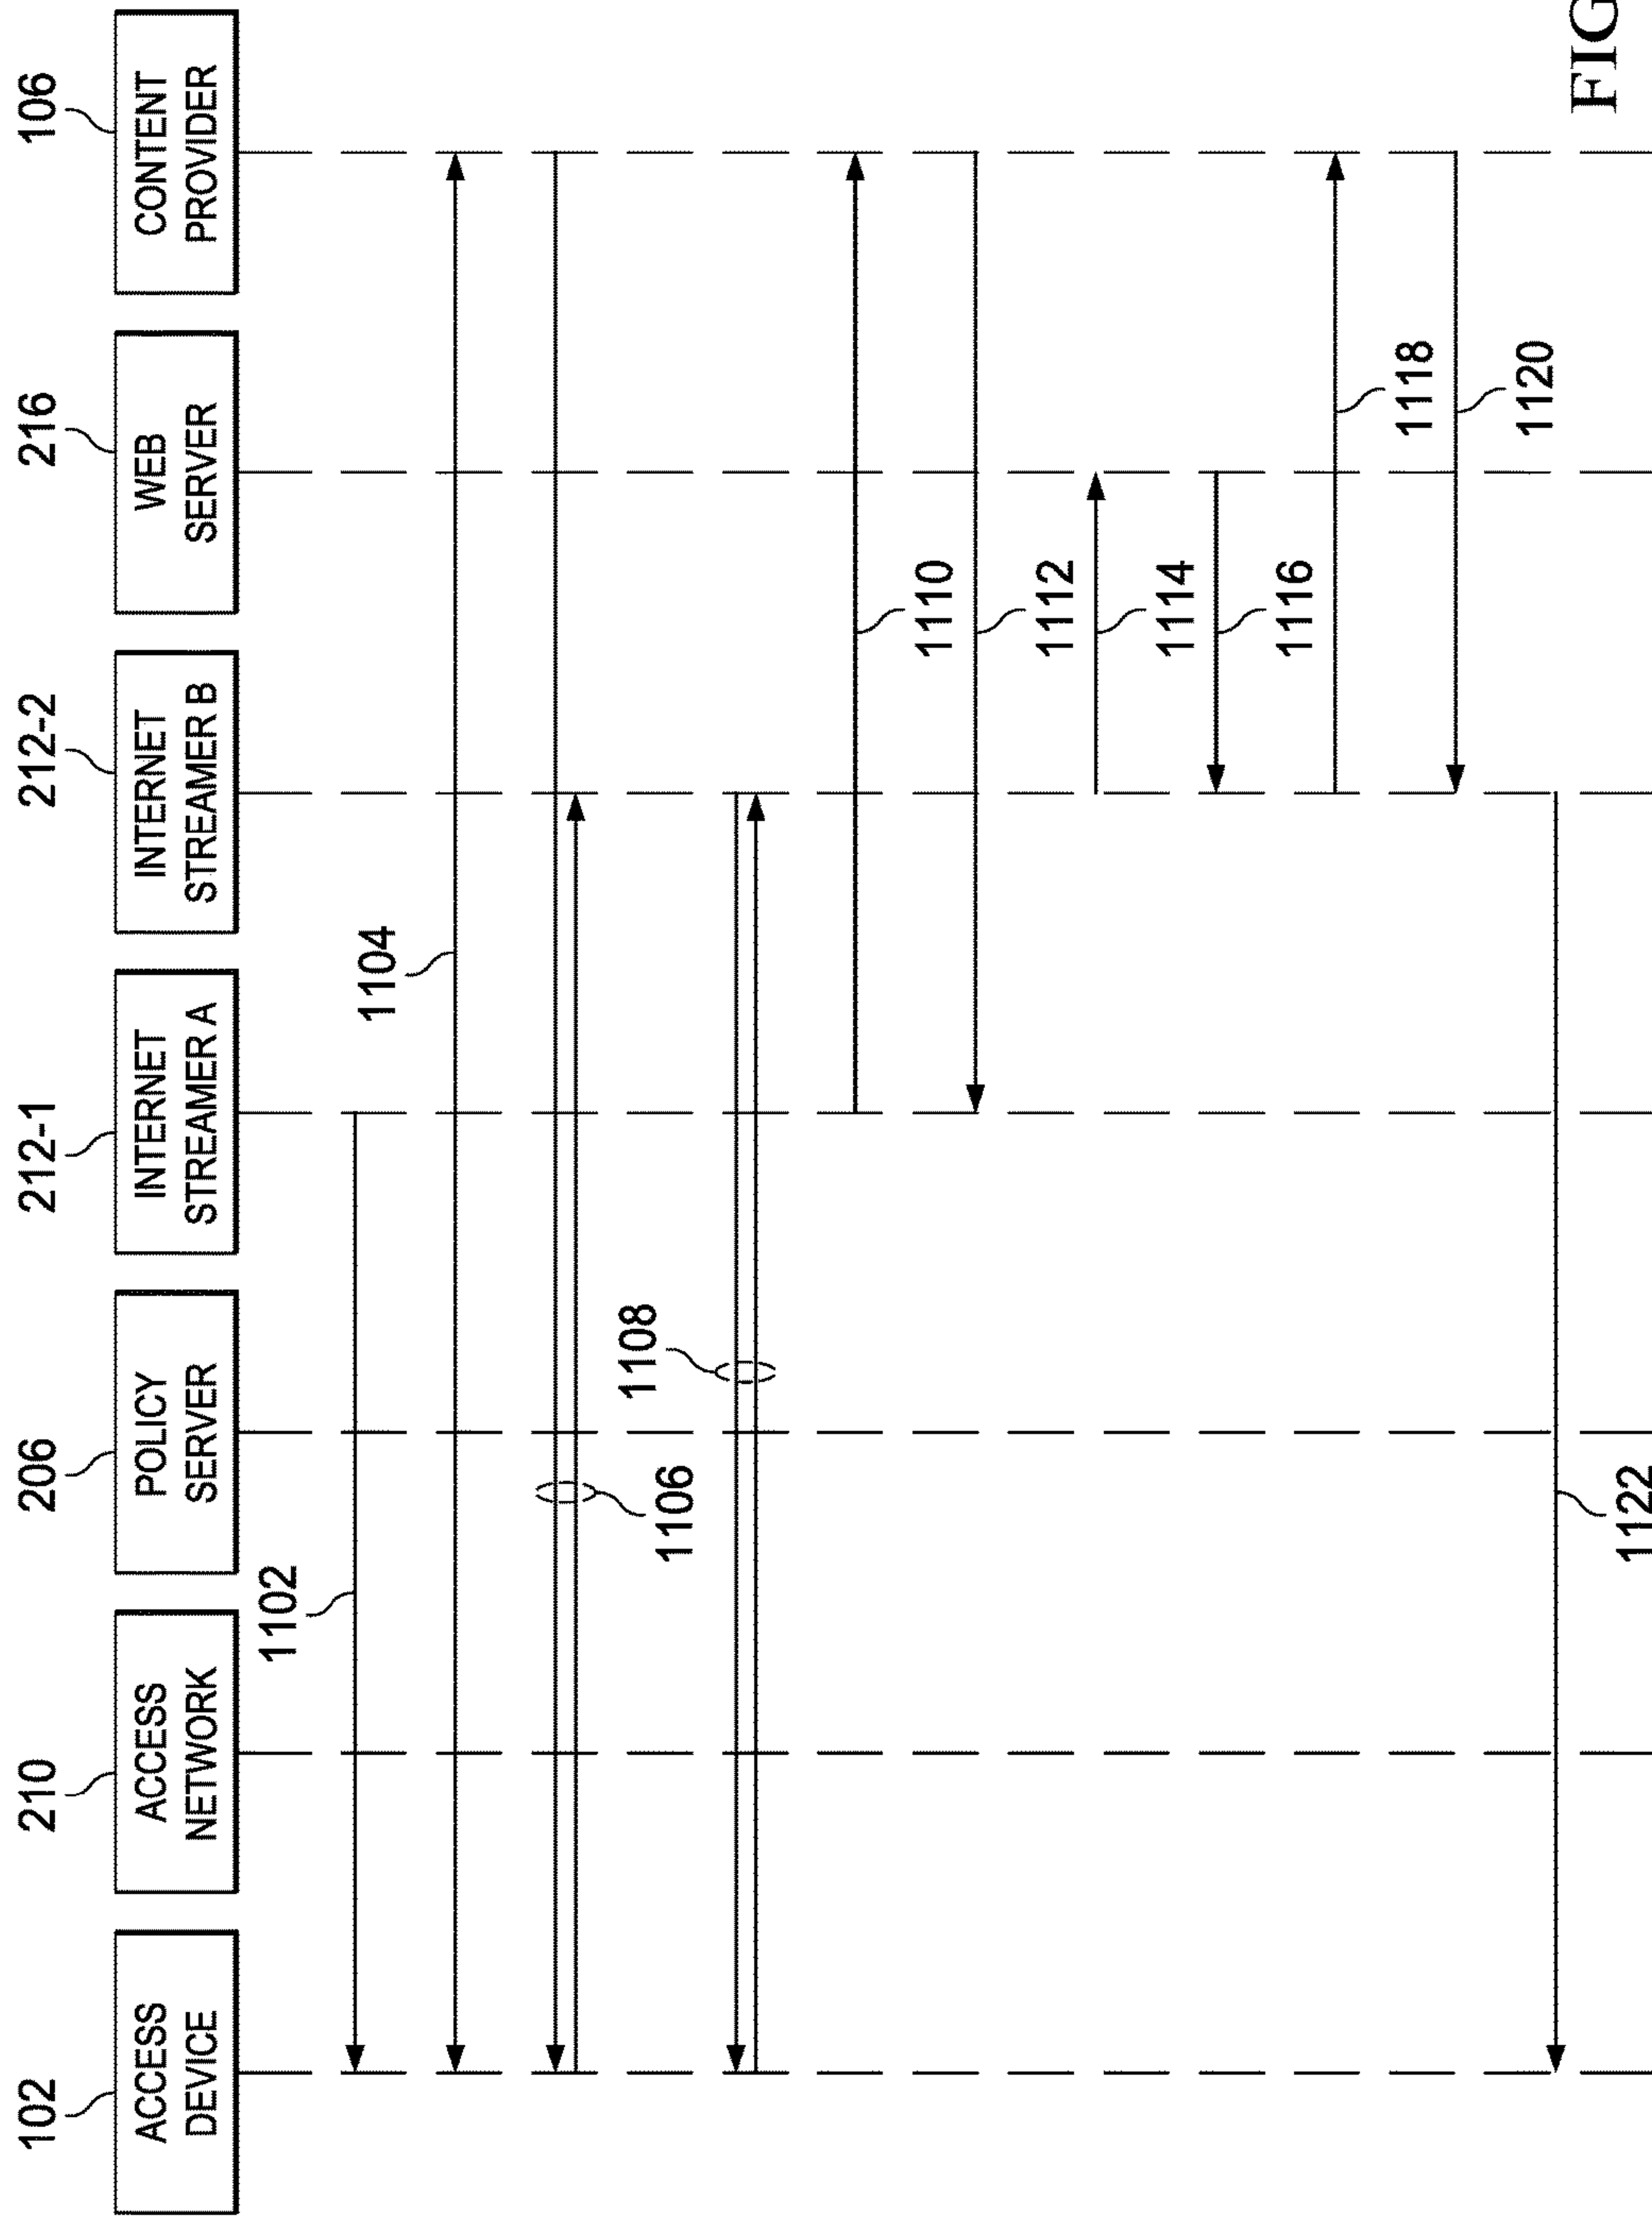 102
ACCESS
DEVICE
210
ACCESS
NETWORK
206
POLICY
SERVER
212-1
INTERNET
STREAMER A
212-2
INTERNET
STREAMER B
216
WEB
SERVER
106
CONTENT
PROVIDER
1102
1104
1106
1108
1110
1112
1114
1116
1118
1120
1122
FIG